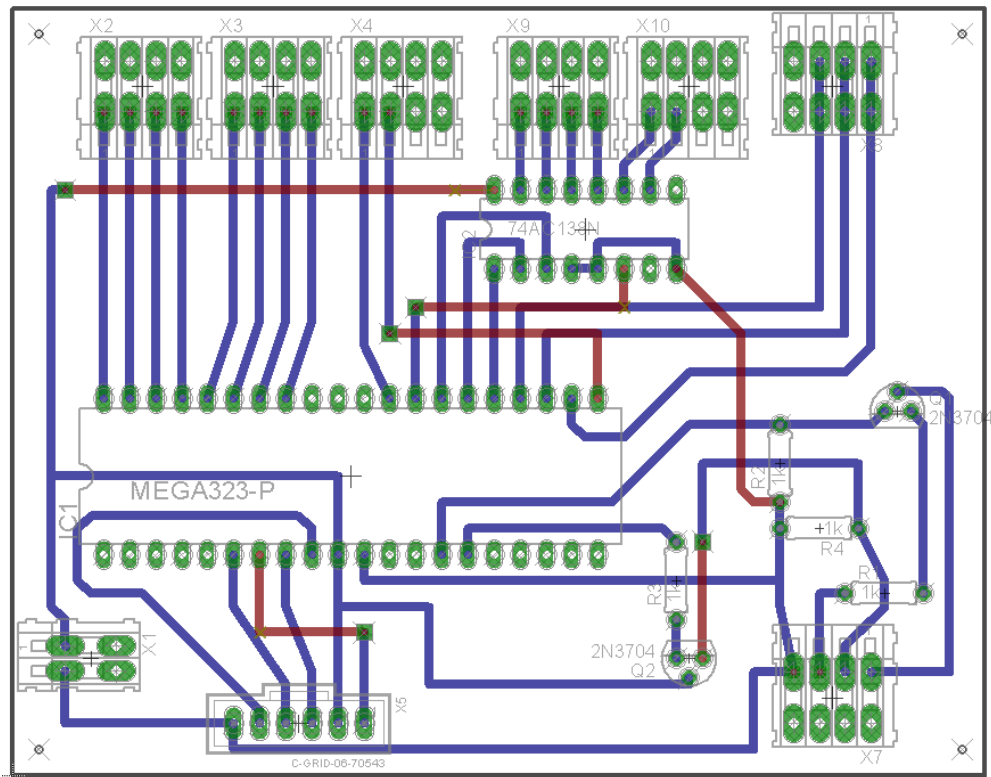 X2
X3
X4
X9
X10
1
X8
74AC138N
IC2
2N3704
R2
1k
MEGA323-P
IC1
1k
R4
R1
1k
R3
1k
2N3704
Q2
1
X1
1
X5
C-GRID-06-70543
X7